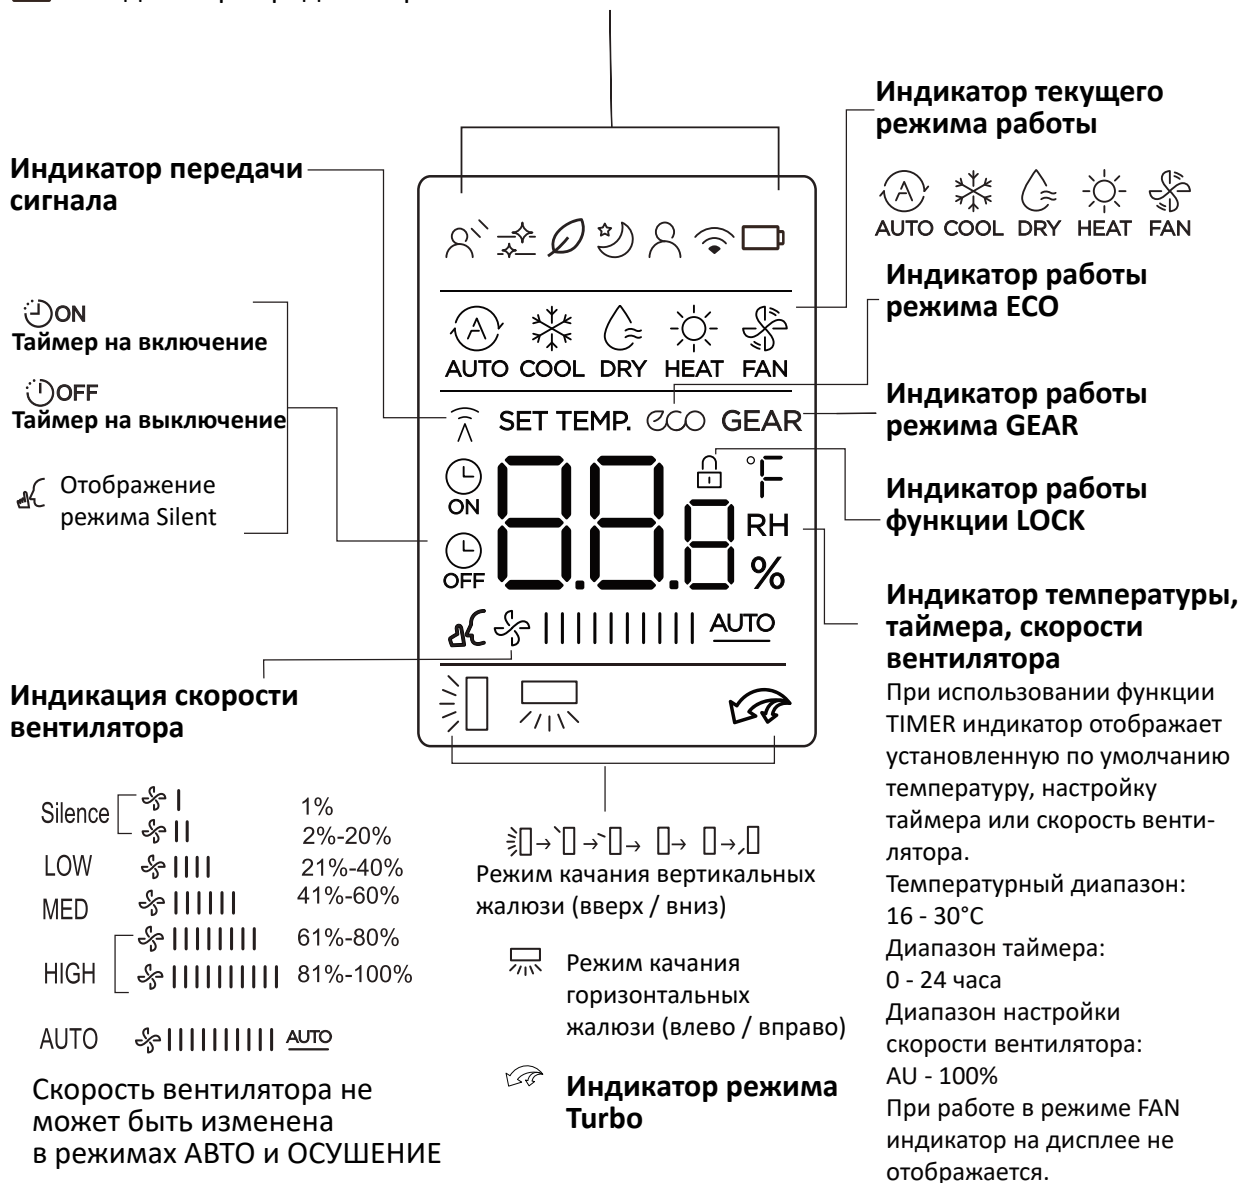 Индикатор текущего
режима работы
AUTO COOL DRY HEAT FAN
Индикатор передачи
сигнала
ON
Таймер на включение
OFF
Таймер на выключение
Отображение
режима Silent
AUTO COOL DRY HEAT FAN
SET TEMP. eco GEAR
ON
OFF
88.8
°F
RH
%
AUTO
Индикатор работы
режима ECO
Индикатор работы
режима GEAR
Индикатор работы
функции LOCK
Индикатор температуры,
таймера, скорости
вентилятора
При использовании функции
TIMER индикатор отображает
установленную по умолчанию
температуру, настройку
таймера или скорость венти-
лятора.
Температурный диапазон:
16 - 30°C
Диапазон таймера:
0 - 24 часа
Диапазон настройки
скорости вентилятора:
AU - 100%
При работе в режиме FAN
индикатор на дисплее не
отображается.
Индикация скорости
вентилятора
Silence 1%
2%-20%
LOW 21%-40%
MED 41%-60%
61%-80%
HIGH 81%-100%
AUTO AUTO
Скорость вентилятора не
может быть изменена
в режимах АВТО и ОСУШЕНИЕ
Режим качания вертикальных
жалюзи (вверх / вниз)
Режим качания
горизонтальных
жалюзи (влево / вправо)
Индикатор режима
Turbo